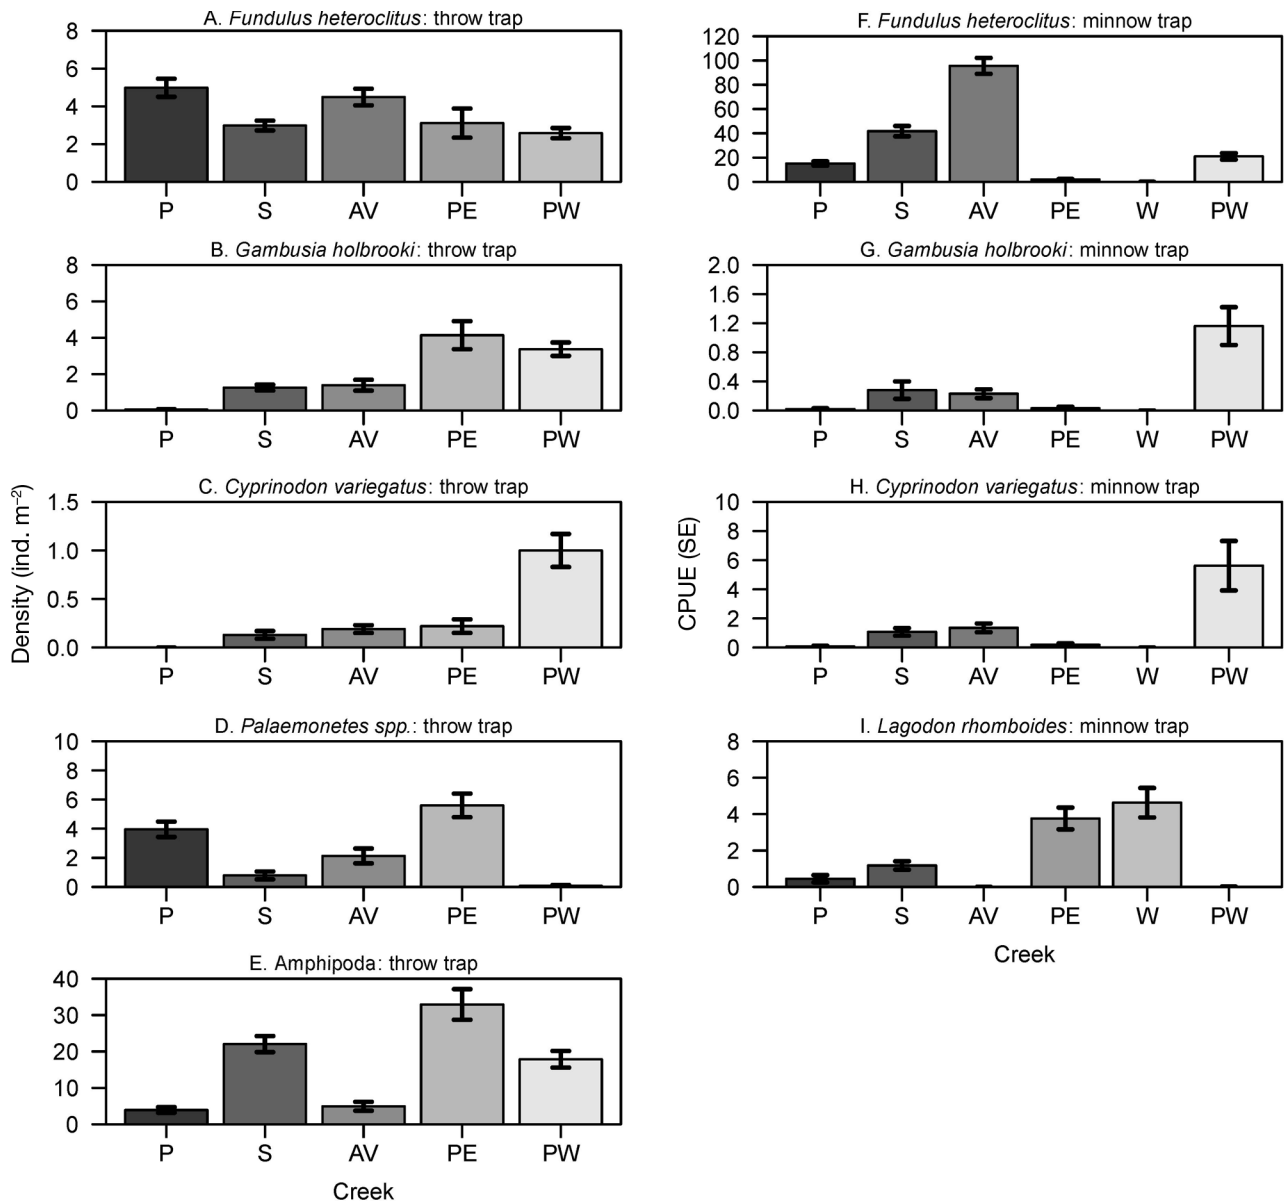 A. Fundulus heteroclitus: throw trap
8
6
4
2
0
P S AV PE PW
B. Gambusia holbrooki: throw trap
8
6
4
2
0
P S AV PE PW
C. Cyprinodon variegatus: throw trap
1.5
1.0
0.5
0.0
P S AV PE PW
Density (ind. m⁻²)
D. Palaemonetes spp.: throw trap
10
8
6
4
2
0
P S AV PE PW
E. Amphipoda: throw trap
40
30
20
10
0
P S AV PE PW
Creek
F. Fundulus heteroclitus: minnow trap
120
100
80
60
40
20
0
P S AV PE W PW
G. Gambusia holbrooki: minnow trap
2.0
1.6
1.2
0.8
0.4
0.0
P S AV PE W PW
H. Cyprinodon variegatus: minnow trap
10
8
6
4
2
0
P S AV PE W PW
CPUE (SE)
I. Lagodon rhomboides: minnow trap
8
6
4
2
0
P S AV PE W PW
Creek